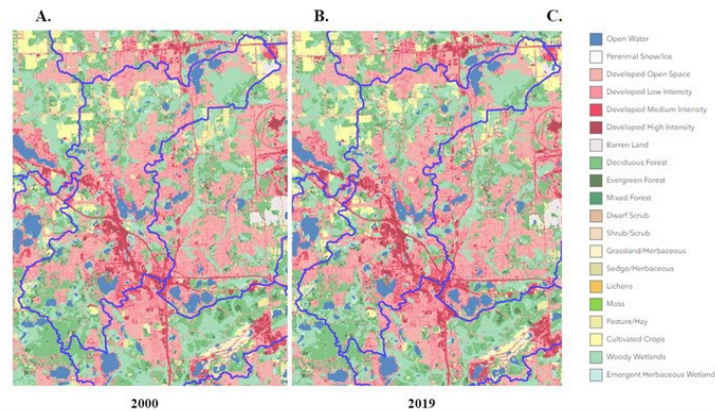 A.
B.
C.
Open Water
Perennial Snow/Ice
Developed Open Space
Developed Low Intensity
Developed Medium Intensity
Developed High Intensity
Barren Land
Deciduous Forest
Evergreen Forest
Mixed Forest
Dwarf Scrub
Shrub/Scrub
Grassland/Herbaceous
Sedge/Herbaceous
Lichens
Moss
Pasture/Hay
Cultivated Crops
Woody Wetlands
Emergent Herbaceous Wetland
2000
2019